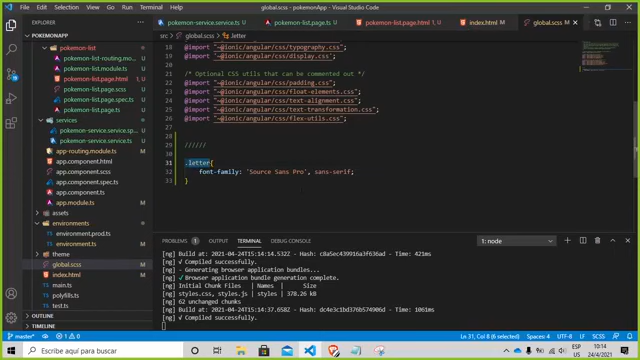 File Edit Selection View Go Run Terminal Help
global.scss - pokemonApp - Visual Studio Code
EXPLORER
POKEMONAPP
pokemon-list
pokemon-list-routing.mo...
pokemon-list.module.ts M
pokemon-list.page.html 1, M
pokemon-list.page.scss M
pokemon-list.page.spec.ts M
pokemon-list.page.ts M
services
pokemon-service.service.sp... M
pokemon-service.service.ts M
app-routing.module.ts M
app.component.html M
app.component.scss
app.component.spec.ts M
app.component.ts M
app.module.ts M
assets
environments
environment.prod.ts M
environment.ts M
theme
global.scss M
index.html M
main.ts M
polyfills.ts M
test.ts M
OUTLINE
TIMELINE
pokemon-service.service.ts M
pokemon-list.page.ts M
pokemon-list.page.html 1, M
index.html M
global.scss M
src > global.scss > .letter
18 @import "~@ionic/angular/css/typography.css";
19 @import "~@ionic/angular/css/display.css";
20
21 /* Optional CSS utils that can be commented out */
22 @import "~@ionic/angular/css/padding.css";
23 @import "~@ionic/angular/css/float-elements.css";
24 @import "~@ionic/angular/css/text-alignment.css";
25 @import "~@ionic/angular/css/text-transformation.css";
26 @import "~@ionic/angular/css/flex-utils.css";
27
28
29 //////
30
31 .letter{
32 font-family: 'Source Sans Pro', sans-serif;
33 }
PROBLEMS 1 OUTPUT TERMINAL DEBUG CONSOLE
1: node
[ng] Build at: 2021-04-24T15:14:14.532Z - Hash: c8a5ec439916a3f636ad - Time: 421ms
[ng] √ Compiled successfully.
[ng] - Generating browser application bundles...
[ng] √ Browser application bundle generation complete.
[ng] Initial Chunk Files | Names | Size
[ng] styles.css, styles.js | styles | 378.26 kB
[ng] 62 unchanged chunks
[ng] Build at: 2021-04-24T15:14:37.658Z - Hash: dc4e3c1bd376b574906d - Time: 1061ms
[ng] √ Compiled successfully.
master*
0 1
Ln 31, Col 8 (6 selected) Spaces: 4 UTF-8 LF SCSS
Escribe aquí para buscar
ESP
10:14
24/4/2021